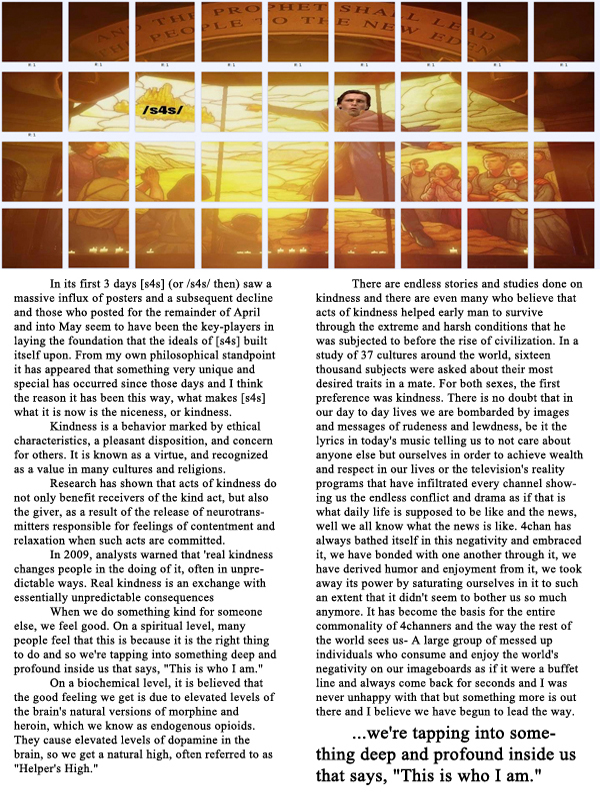 AND THE PROPHET SHALL LEAD
THE PEOPLE TO THE NEW EDEN
/s4s/
In its first 3 days [s4s] (or /s4s/ then) saw a
massive influx of posters and a subsequent decline
and those who posted for the remainder of April
and into May seem to have been the key-players in
laying the foundation that the ideals of [s4s] built
itself upon. From my own philosophical standpoint
it has appeared that something very unique and
special has occurred since those days and I think
the reason it has been this way, what makes [s4s]
what it is now is the niceness, or kindness.
Kindness is a behavior marked by ethical
characteristics, a pleasant disposition, and concern
for others. It is known as a virtue, and recognized
as a value in many cultures and religions.
Research has shown that acts of kindness do
not only benefit receivers of the kind act, but also
the giver, as a result of the release of neurotrans-
mitters responsible for feelings of contentment and
relaxation when such acts are committed.
In 2009, analysts warned that 'real kindness
changes people in the doing of it, often in unpre-
dictable ways. Real kindness is an exchange with
essentially unpredictable consequences
When we do something kind for someone
else, we feel good. On a spiritual level, many
people feel that this is because it is the right thing
to do and so we're tapping into something deep and
profound inside us that says, "This is who I am."
On a biochemical level, it is believed that
the good feeling we get is due to elevated levels of
the brain's natural versions of morphine and
heroin, which we know as endogenous opioids.
They cause elevated levels of dopamine in the
brain, so we get a natural high, often referred to as
"Helper's High."
There are endless stories and studies done on
kindness and there are even many who believe that
acts of kindness helped early man to survive
through the extreme and harsh conditions that he
was subjected to before the rise of civilization. In a
study of 37 cultures around the world, sixteen
thousand subjects were asked about their most
desired traits in a mate. For both sexes, the first
preference was kindness. There is no doubt that in
our day to day lives we are bombarded by images
and messages of rudeness and lewdness, be it the
lyrics in today's music telling us to not care about
anyone else but ourselves in order to achieve wealth
and respect in our lives or the television's reality
programs that have infiltrated every channel show-
ing us the endless conflict and drama as if that is
what daily life is supposed to be like and the news,
well we all know what the news is like. 4chan has
always bathed itself in this negativity and embraced
it, we have bonded with one another through it, we
have derived humor and enjoyment from it, we took
away its power by saturating ourselves in it to such
an extent that it didn't seem to bother us so much
anymore. It has become the basis for the entire
commonality of 4channers and the way the rest of
the world sees us- A large group of messed up
individuals who consume and enjoy the world's
negativity on our imageboards as if it were a buffet
line and always come back for seconds and I was
never unhappy with that but something more is out
there and I believe we have begun to lead the way.
...we're tapping into some-
thing deep and profound inside us
that says, "This is who I am."